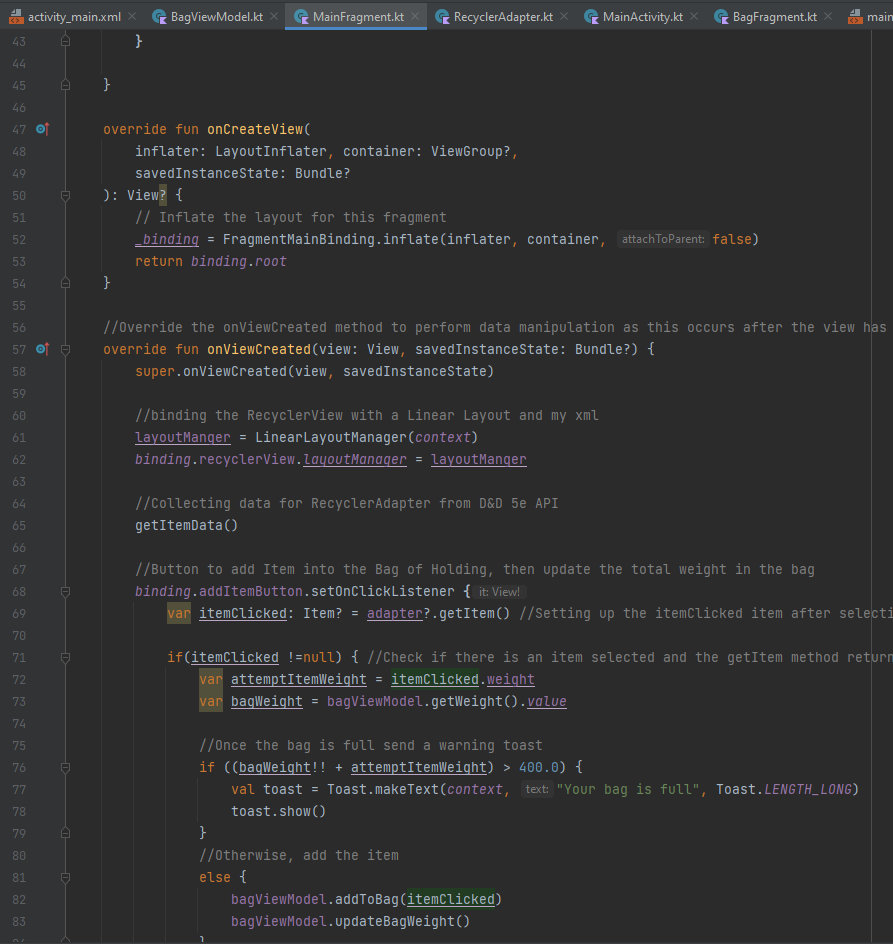 activity_main.xml BagViewModel.kt MainFragment.kt RecyclerAdapter.kt MainActivity.kt BagFragment.kt main
43 }
44
45 }
46
47 override fun onCreateView(
48 inflater: LayoutInflater, container: ViewGroup?,
49 savedInstanceState: Bundle?
50 ): View? {
51 // Inflate the layout for this fragment
52 _binding = FragmentMainBinding.inflate(inflater, container, attachToParent: false)
53 return binding.root
54 }
55
56 //Override the onViewCreated method to perform data manipulation as this occurs after the view has
57 override fun onViewCreated(view: View, savedInstanceState: Bundle?) {
58 super.onViewCreated(view, savedInstanceState)
59
60 //binding the RecyclerView with a Linear Layout and my xml
61 layoutManger = LinearLayoutManager(context)
62 binding.recyclerView.layoutManager = layoutManger
63
64 //Collecting data for RecyclerAdapter from D&D 5e API
65 getItemData()
66
67 //Button to add Item into the Bag of Holding, then update the total weight in the bag
68 binding.addItemButton.setOnClickListener { it: View!
69 var itemClicked: Item? = adapter?.getItem() //Setting up the itemClicked item after selecti
70
71 if(itemClicked !=null) { //Check if there is an item selected and the getItem method return
72 var attemptItemWeight = itemClicked.weight
73 var bagWeight = bagViewModel.getWeight().value
74
75 //Once the bag is full send a warning toast
76 if ((bagWeight!! + attemptItemWeight) > 400.0) {
77 val toast = Toast.makeText(context, text: "Your bag is full", Toast.LENGTH_LONG)
78 toast.show()
79 }
80 //Otherwise, add the item
81 else {
82 bagViewModel.addToBag(itemClicked)
83 bagViewModel.updateBagWeight()